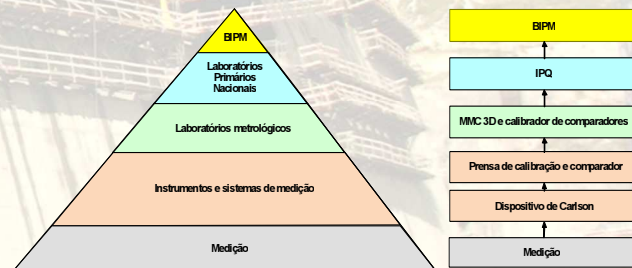 BIPM
Laboratórios
Primários
Nacionais
Laboratórios metrológicos
Instrumentos e sistemas de medição
Medição
BIPM
IPQ
MMC 3D e calibrador de comparadores
Prensa de calibração e comparador
Dispositivo de Carlson
Medição